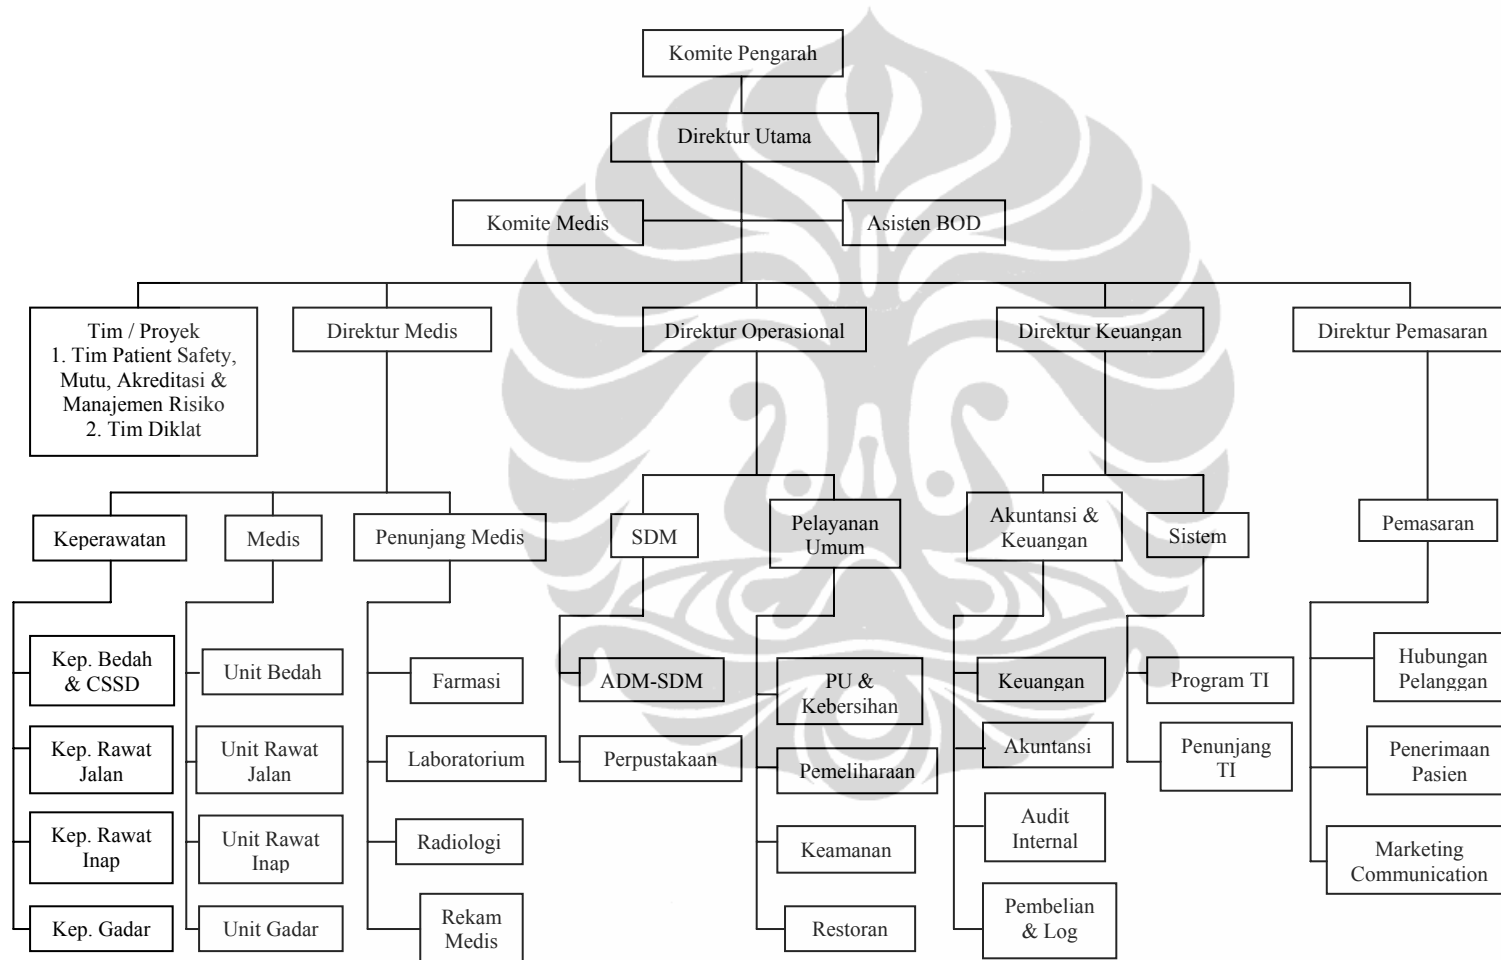 Komite Pengarah
Direktur Utama
Komite Medis
Asisten BOD
Tim / Proyek
1. Tim Patient Safety,
Mutu, Akreditasi &
Manajemen Risiko
2. Tim Diklat
Direktur Medis
Direktur Operasional
Direktur Keuangan
Direktur Pemasaran
Keperawatan
Medis
Penunjang Medis
SDM
Pelayanan
Umum
Akuntansi &
Keuangan
Sistem
Pemasaran
Kep. Bedah
& CSSD
Kep. Rawat
Jalan
Kep. Rawat
Inap
Kep. Gadar
Unit Bedah
Unit Rawat
Jalan
Unit Rawat
Inap
Unit Gadar
Farmasi
Laboratorium
Radiologi
Rekam
Medis
ADM-SDM
Perpustakaan
PU &
Kebersihan
Pemeliharaan
Keamanan
Restoran
Keuangan
Akuntansi
Audit
Internal
Pembelian
& Log
Program TI
Penunjang
TI
Hubungan
Pelanggan
Penerimaan
Pasien
Marketing
Communication